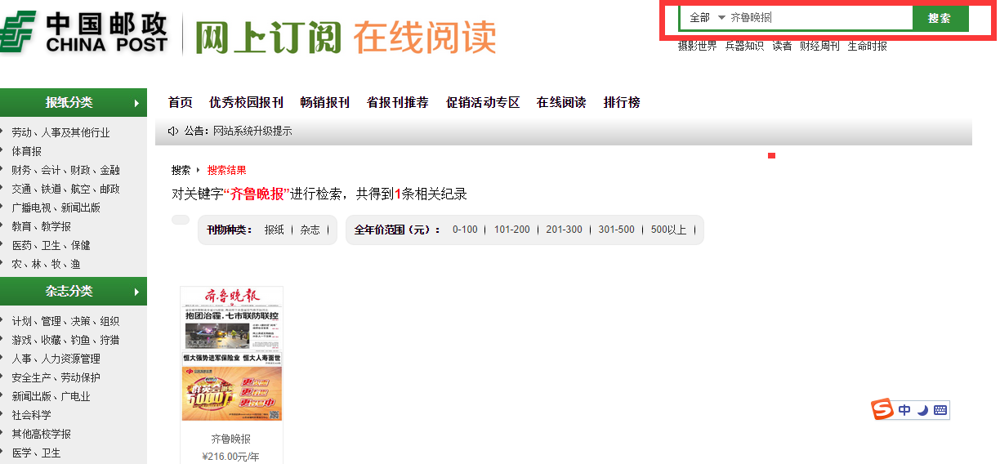 中国邮政
CHINA POST
网上订阅 在线阅读
全部 齐鲁晚报 搜索
摄影世界 兵器知识 读者 财经周刊 生命时报
报纸分类
首页 优秀校园报刊 畅销报刊 省报刊推荐 促销活动专区 在线阅读 排行榜
公告：网站系统升级提示
劳动、人事及其他行业
体育报
财务、会计、财政、金融
交通、铁道、航空、邮政
广播电视、新闻出版
教育、教学报
医药、卫生、保健
农、林、牧、渔
杂志分类
计划、管理、决策、组织
游戏、收藏、钓鱼、狩猎
人事、人力资源管理
安全生产、劳动保护
新闻出版、广电业
社会科学
其他高校学报
医学、卫生
搜索 搜索结果
对关键字“齐鲁晚报”进行检索，共得到1条相关纪录
刊物种类： 报纸 | 杂志 |
全年价范围（元）： 0-100 | 101-200 | 201-300 | 301-500 | 500以上 |
齐鲁晚报
抱团治霾,七市联防联控
恒大强势进军保险业 恒大人寿面世
齐鲁晚报
¥216.00元/年
S 中